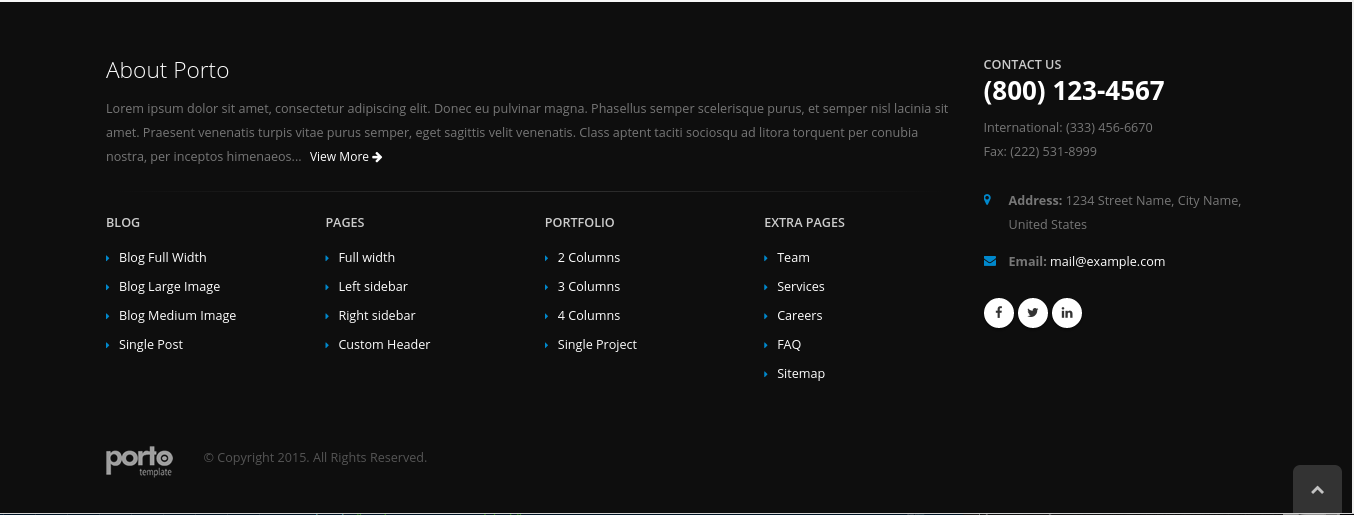 About Porto
Lorem ipsum dolor sit amet, consectetur adipiscing elit. Donec eu pulvinar magna. Phasellus semper scelerisque purus, et semper nisl lacinia sit
amet. Praesent venenatis turpis vitae purus semper, eget sagittis velit venenatis. Class aptent taciti sociosqu ad litora torquent per conubia
nostra, per inceptos himenaeos... View More
BLOG
Blog Full Width
Blog Large Image
Blog Medium Image
Single Post
PAGES
Full width
Left sidebar
Right sidebar
Custom Header
PORTFOLIO
2 Columns
3 Columns
4 Columns
Single Project
EXTRA PAGES
Team
Services
Careers
FAQ
Sitemap
CONTACT US
(800) 123-4567
International: (333) 456-6670
Fax: (222) 531-8999
Address: 1234 Street Name, City Name,
United States
Email: mail@example.com
porto
template
© Copyright 2015. All Rights Reserved.